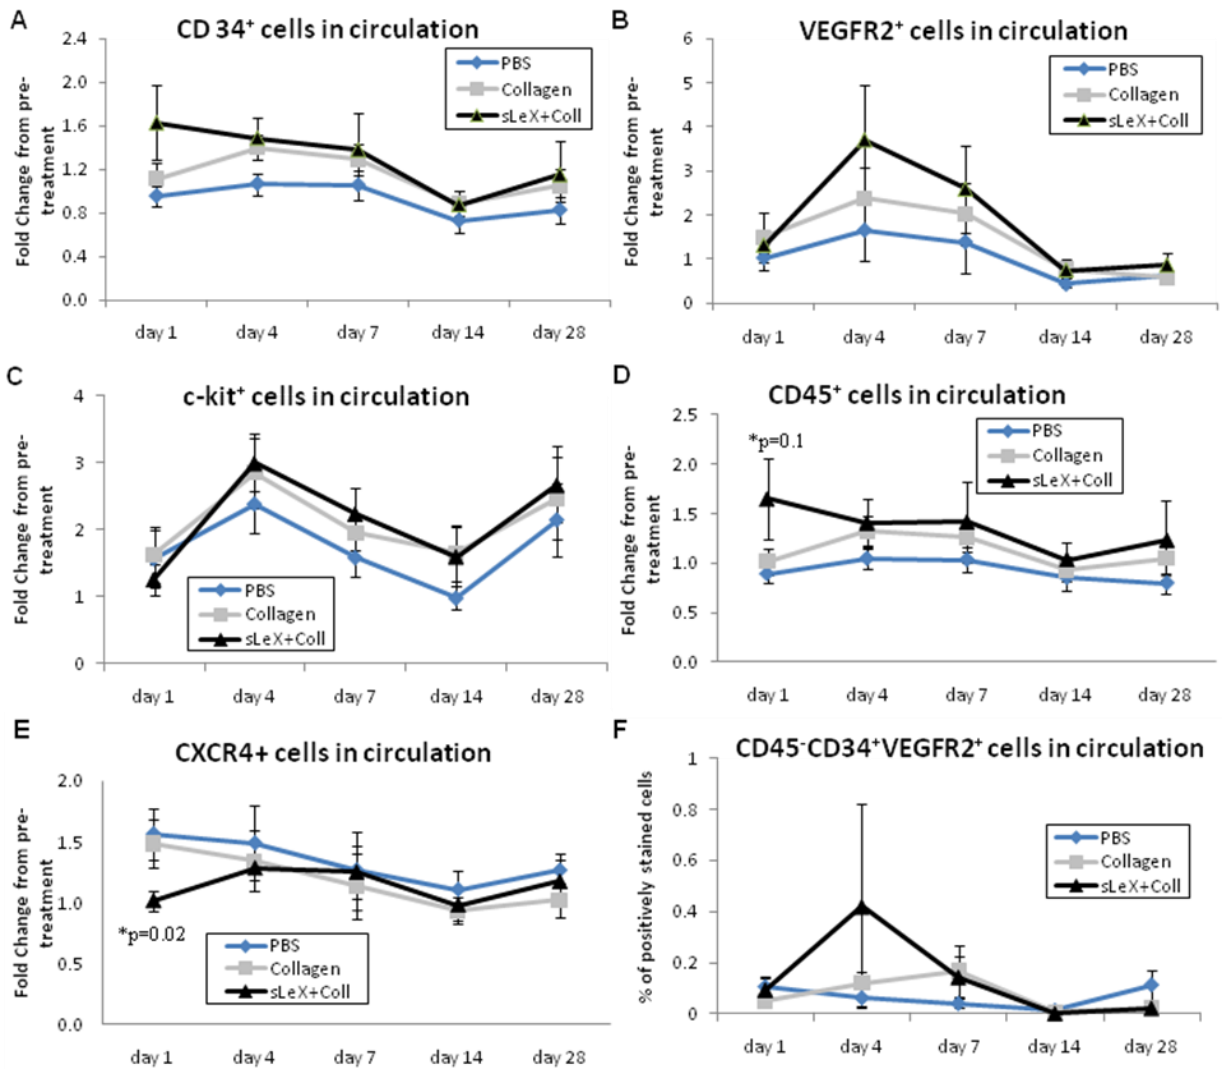 A
CD 34⁺ cells in circulation
Fold Change from pre-
treatment
2.4
2.0
1.6
1.2
0.8
0.4
0.0
PBS
Collagen
sLeX+Coll
day 1 day 4 day 7 day 14 day 28
B
VEGFR2⁺ cells in circulation
Fold Change from pre-
treatment
6
5
4
3
2
1
0
PBS
Collagen
sLeX+Coll
day 1 day 4 day 7 day 14 day 28
C
c-kit⁺ cells in circulation
Fold Change from pre-
treatment
4
3
2
1
0
PBS
Collagen
sLeX+Coll
day 1 day 4 day 7 day 14 day 28
D
CD45⁺ cells in circulation
Fold Change from pre-
treatment
2.5
2.0
1.5
1.0
0.5
0.0
*p=0.1
PBS
Collagen
sLeX+Coll
day 1 day 4 day 7 day 14 day 28
E
CXCR4+ cells in circulation
Fold Change from pre-
treatment
2.0
1.5
1.0
0.5
0.0
*p=0.02
PBS
Collagen
sLeX+Coll
day 1 day 4 day 7 day 14 day 28
F
CD45⁻CD34⁺VEGFR2⁺ cells in circulation
% of positively stained cells
1
0.8
0.6
0.4
0.2
0
PBS
Collagen
sLeX+Coll
day 1 day 4 day 7 day 14 day 28